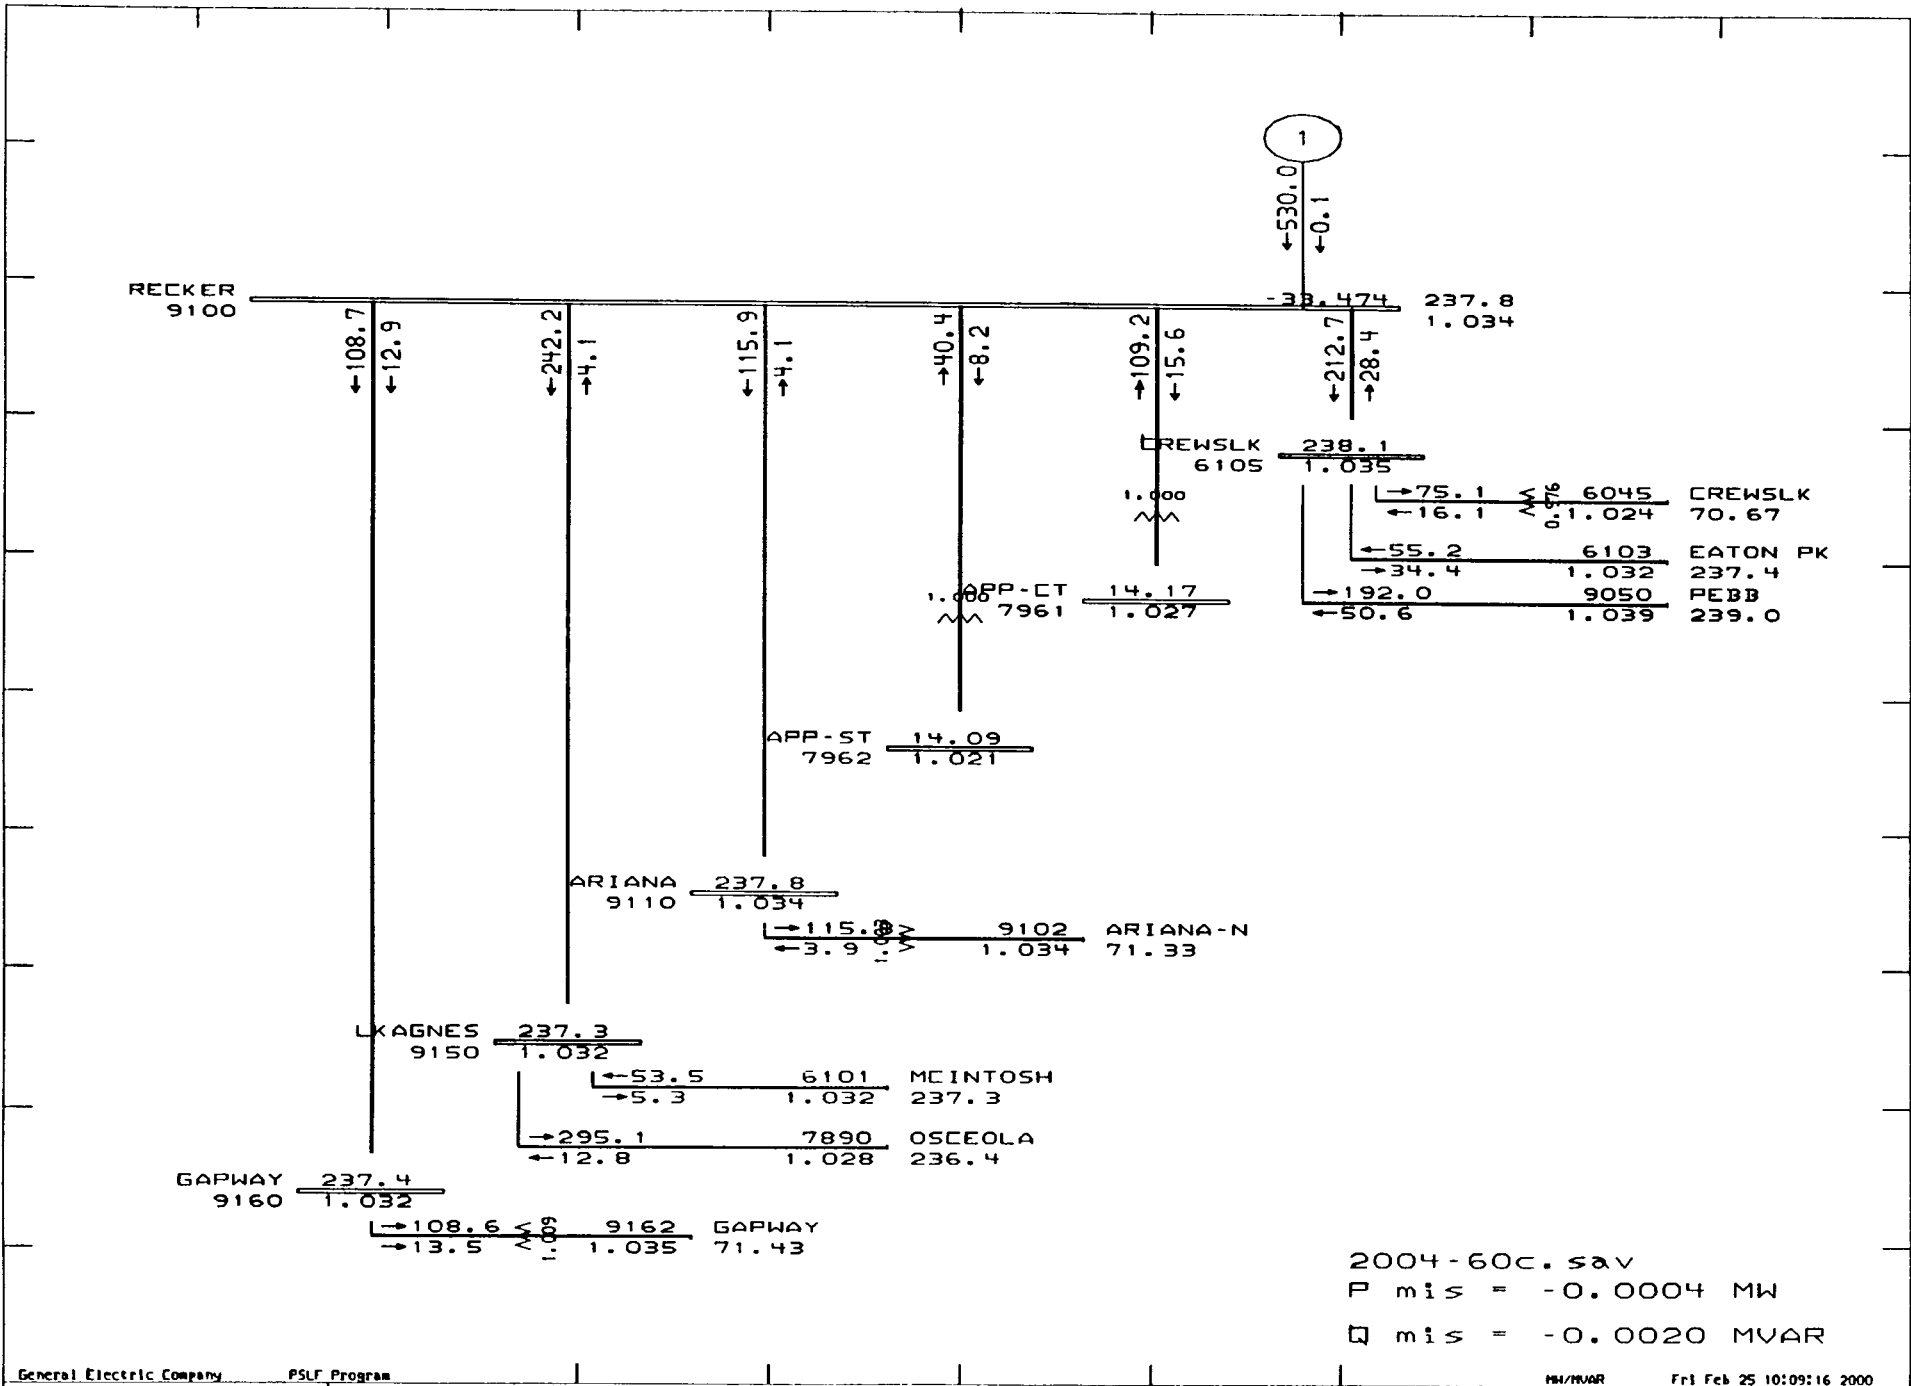 1
←530.0
←0.1
RECKER
9100
-33.474 237.8
1.034
←108.7
←12.9
←242.2
→4.1
←115.9
→4.1
→40.4
←8.2
→109.2
←15.6
←212.7
→28.4
CREWSLK 238.1
6105 1.035
→75.1 0.976 6045 CREWSLK
←16.1 1.024 70.67
←55.2 6103 EATON PK
→34.4 1.032 237.4
→192.0 9050 PEBB
←50.6 1.039 239.0
1.000
APP-CT 14.17
7961 1.027
1.000
APP-ST 14.09
7962 1.021
ARIANA 237.8
9110 1.034
9102 ARIANA-N
←3.9 1.034 71.33
LKAGNES 237.3
9150 1.032
←53.5 6101 MCINTOSH
→5.3 1.032 237.3
→295.1 7890 OSCEOLA
←12.8 1.028 236.4
GAPWAY 237.4
9160 1.032
→108.6 1.009 9162 GAPWAY
→13.5 1.035 71.43
2004-60c.sav
P mis = -0.0004 MW
Q mis = -0.0020 MVAR
General Electric Company PSLF Program MW/MVAR Fri Feb 25 10:09:16 2000